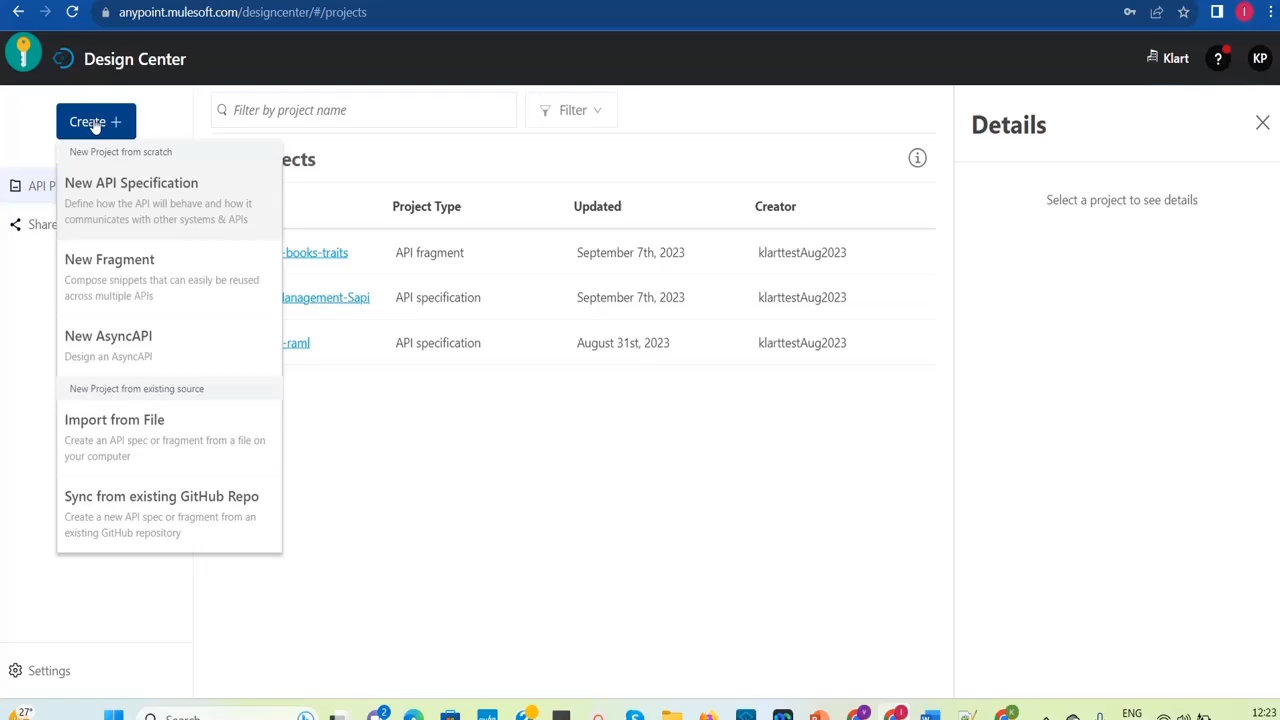 anypoint.mulesoft.com/designcenter/#/projects
Design Center
Klart
?
KP
Create +
Filter by project name
Filter
Details
New Project from scratch
ects
New API Specification
Define how the API will behave and how it
communicates with other systems & APIs
API P
Share
Select a project to see details
Project Type
Updated
Creator
New Fragment
Compose snippets that can easily be reused
across multiple APIs
-books-traits
API fragment
September 7th, 2023
klarttestAug2023
anagement-Sapi
API specification
September 7th, 2023
klarttestAug2023
New AsyncAPI
Design an AsyncAPI
-raml
API specification
August 31st, 2023
klarttestAug2023
New Project from existing source
Import from File
Create an API spec or fragment from a file on
your computer
Sync from existing GitHub Repo
Create a new API spec or fragment from an
existing GitHub repository
Settings
27°
Search
2
ENG
12:23